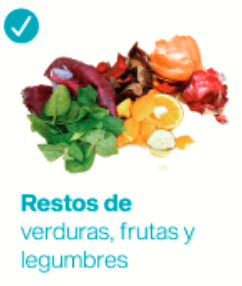 Restos de
verduras, frutas y
legumbres